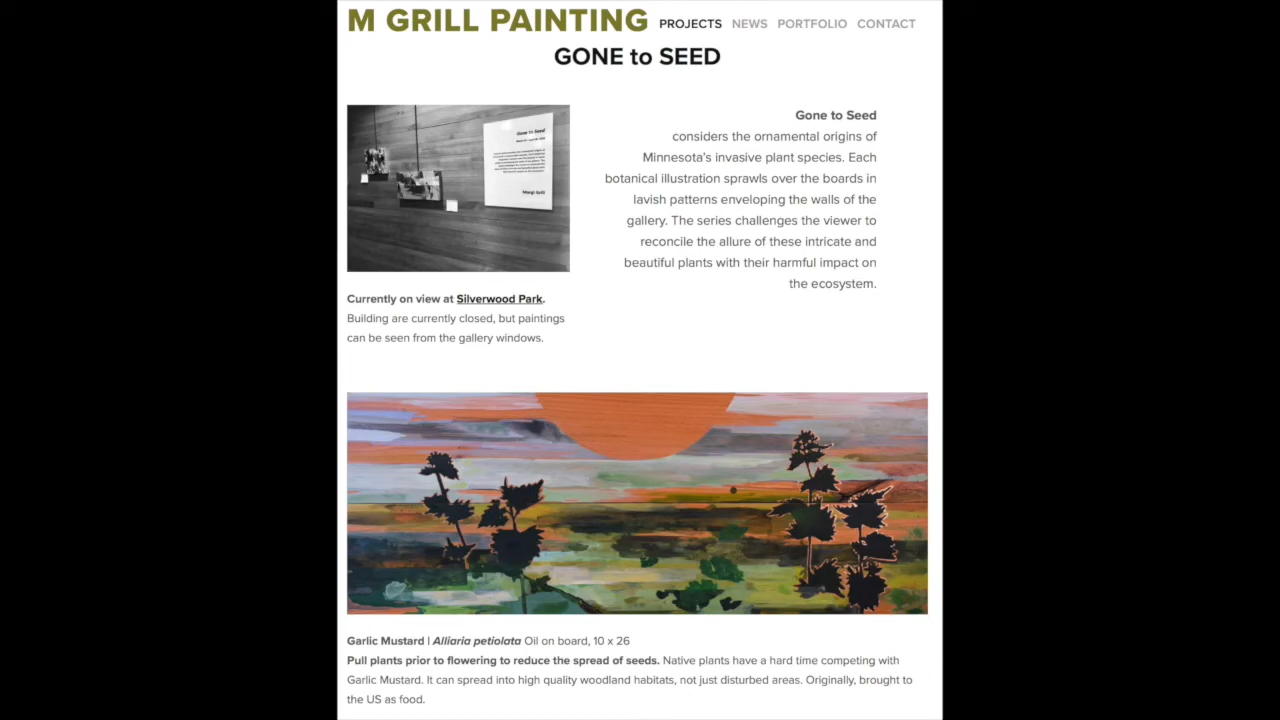 M GRILL PAINTING PROJECTS NEWS PORTFOLIO CONTACT
GONE to SEED
Gone to Seed
Margi Grill
Currently on view at Silverwood Park.
Building are currently closed, but paintings
can be seen from the gallery windows.
Gone to Seed
considers the ornamental origins of
Minnesota's invasive plant species. Each
botanical illustration sprawls over the boards in
lavish patterns enveloping the walls of the
gallery. The series challenges the viewer to
reconcile the allure of these intricate and
beautiful plants with their harmful impact on
the ecosystem.
Garlic Mustard | Alliaria petiolata Oil on board, 10 x 26
Pull plants prior to flowering to reduce the spread of seeds. Native plants have a hard time competing with
Garlic Mustard. It can spread into high quality woodland habitats, not just disturbed areas. Originally, brought to
the US as food.